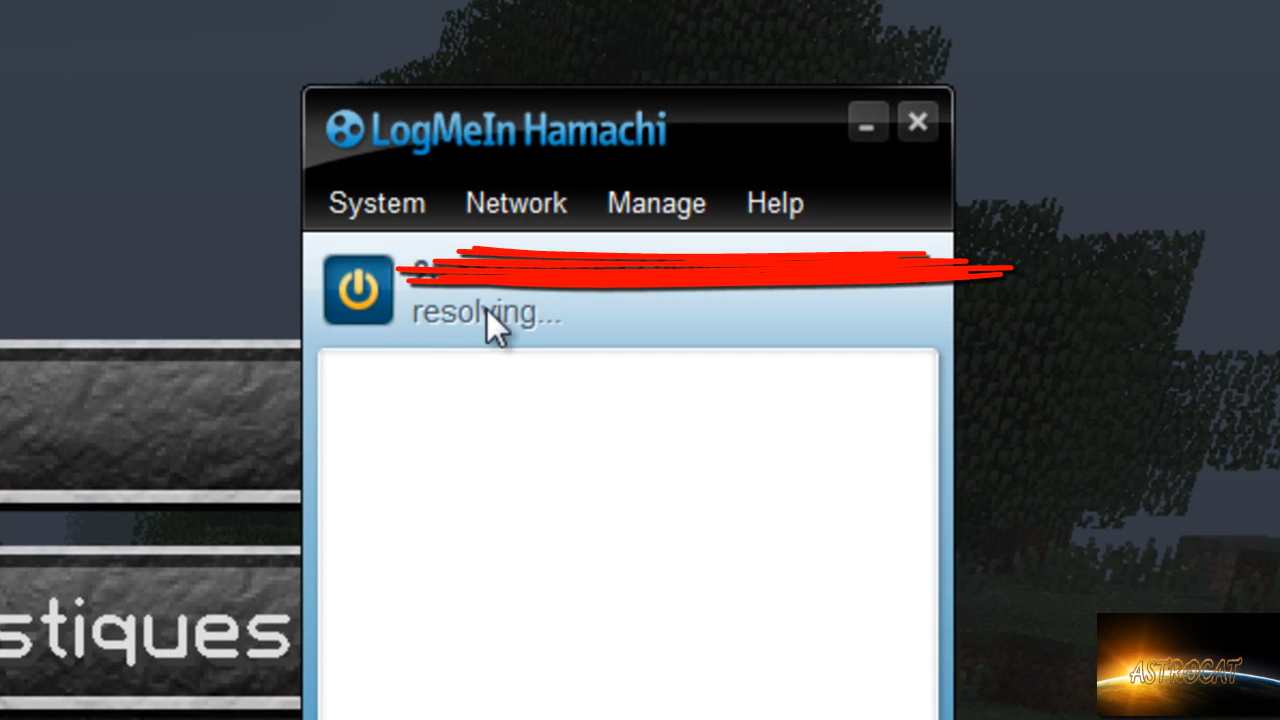 LogMeIn Hamachi
System Network Manage Help
resolving...
stiques
ASTROCAT